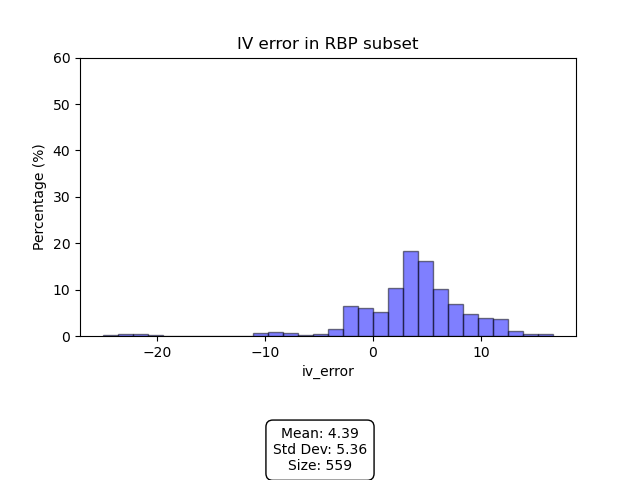 IV error in RBP subset
60
50
40
30
20
10
0
Percentage (%)
−20
−10
0
10
iv_error
Mean: 4.39
Std Dev: 5.36
Size: 559